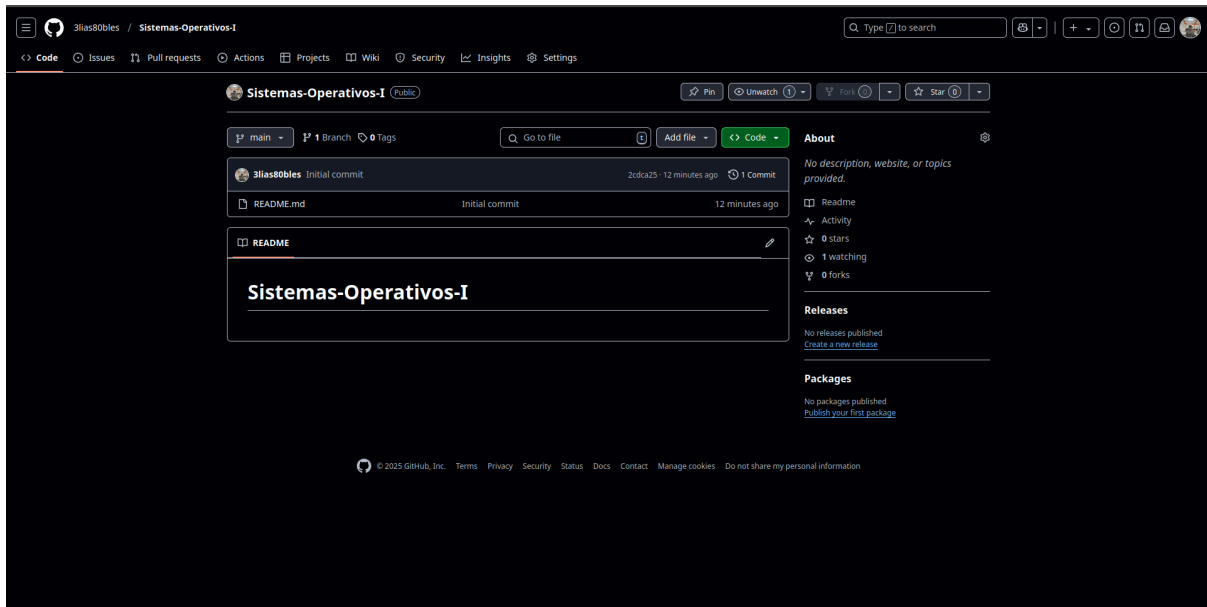 3lias80bles / Sistemas-Operativos-I
Type / to search
<> Code Issues Pull requests Actions Projects Wiki Security Insights Settings
Sistemas-Operativos-I Public
Pin Unwatch 1 Fork 0 Star 0
main 1 Branch 0 Tags Go to file t Add file <> Code
3lias80bles Initial commit 2cdca25 · 12 minutes ago 1 Commit
README.md Initial commit 12 minutes ago
README
Sistemas-Operativos-I
About
No description, website, or topics
provided.
Readme
Activity
0 stars
1 watching
0 forks
Releases
No releases published
Create a new release
Packages
No packages published
Publish your first package
© 2025 GitHub, Inc. Terms Privacy Security Status Docs Contact Manage cookies Do not share my personal information